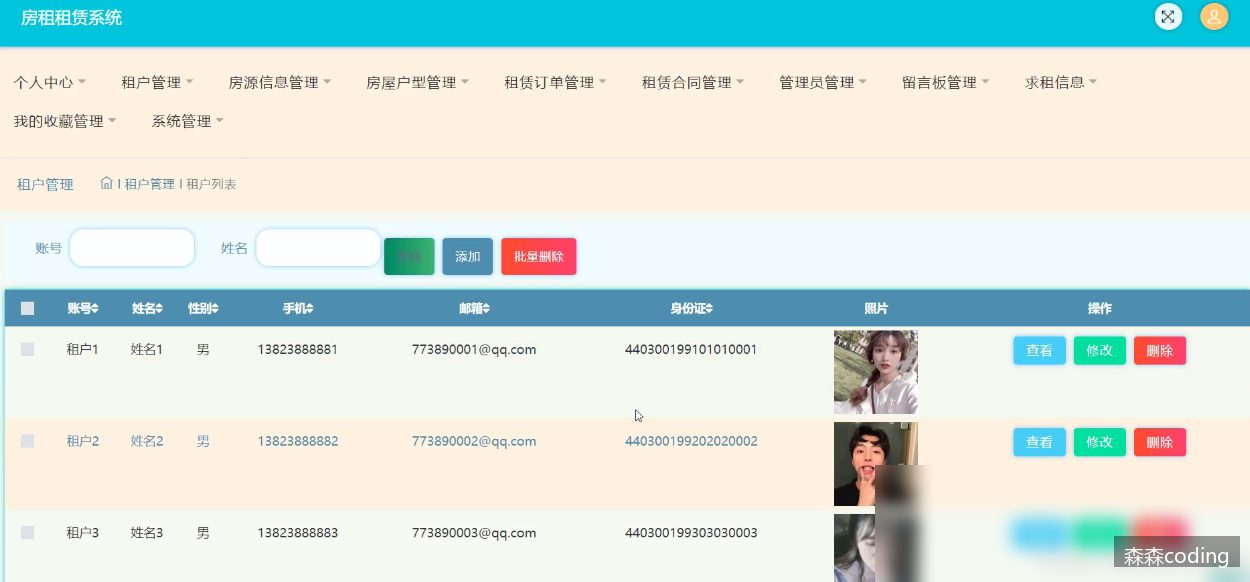 房租租赁系统
个人中心 租户管理 房源信息管理 房屋户型管理 租赁订单管理 租赁合同管理 管理员管理 留言板管理 求租信息
我的收藏管理 系统管理
租户管理 租户管理 租户列表
账号 姓名 添加 批量删除
账号 姓名 性别 手机 邮箱 身份证 照片 操作
租户1 姓名1 男 13823888881 773890001@qq.com 440300199101010001 查看 修改 删除
租户2 姓名2 男 13823888882 773890002@qq.com 440300199202020002 查看 修改 删除
租户3 姓名3 男 13823888883 773890003@qq.com 440300199303030003
森森coding